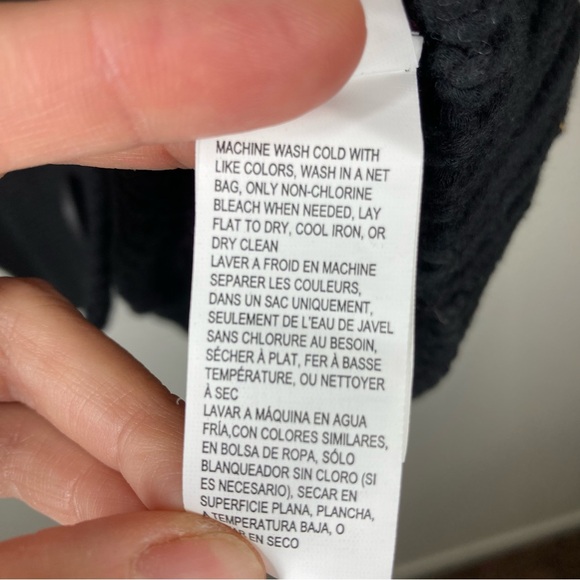 MACHINE WASH COLD WITH
LIKE COLORS, WASH IN A NET
BAG, ONLY NON-CHLORINE
BLEACH WHEN NEEDED, LAY
FLAT TO DRY, COOL IRON, OR
DRY CLEAN
LAVER A FROID EN MACHINE
SEPARER LES COULEURS,
DANS UN SAC UNIQUEMENT,
SEULEMENT DE L'EAU DE JAVEL
SANS CHLORURE AU BESOIN,
SÉCHER À PLAT, FER À BASSE
TEMPÉRATURE, OU NETTOYER
À SEC
LAVAR A MÁQUINA EN AGUA
FRÍA,CON COLORES SIMILARES,
EN BOLSA DE ROPA, SÓLO
BLANQUEADOR SIN CLORO (SI
ES NECESARIO), SECAR EN
SUPERFICIE PLANA, PLANCHA,
A TEMPERATURA BAJA, O
EN SECO